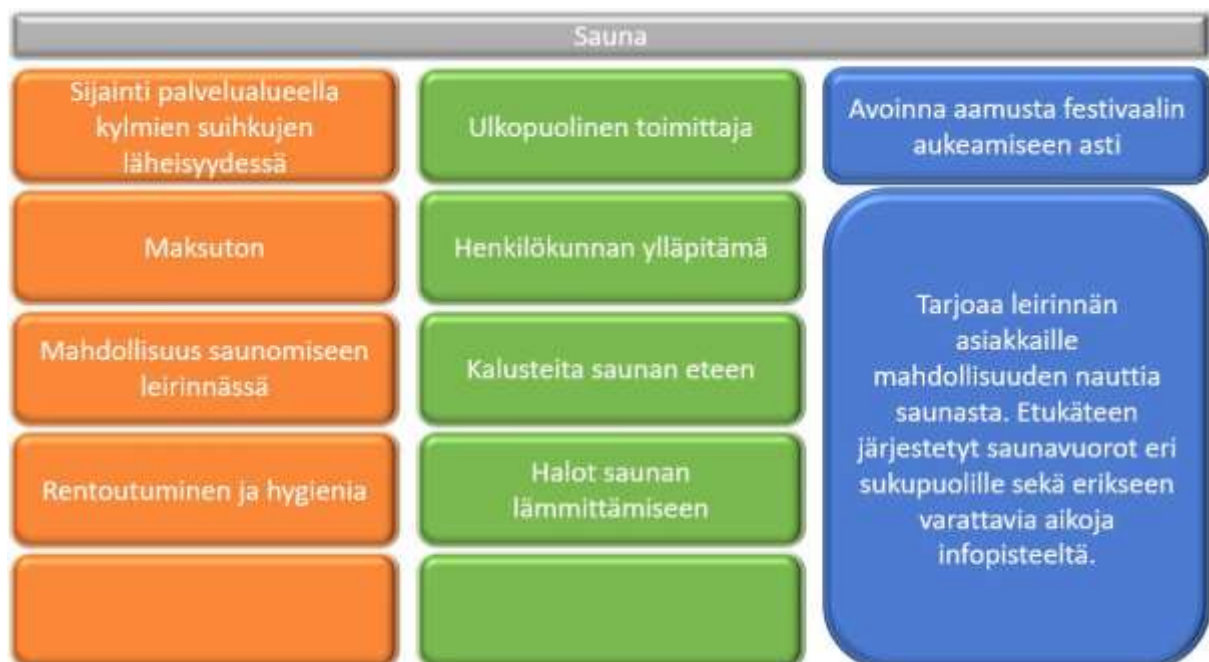 Sauna
Sijainti palvelualueella
kylmien suihkujen
läheisyydessä
Maksuton
Mahdollisuus saunomiseen
leirinnässä
Rentoutuminen ja hygienia
Ulkopuolinen toimittaja
Henkilökunnan ylläpitämä
Kalusteita saunan eteen
Halot saunan
lämmittämiseen
Avoinna aamusta festivaalin
aukeamiseen asti
Tarjoaa leirinnän
asiakkaille
mahdollisuuden nauttia
saunasta. Etukäteen
järjestetyt saunavuorot eri
sukupuolille sekä erikseen
varattavia aikoja
infopisteeltä.